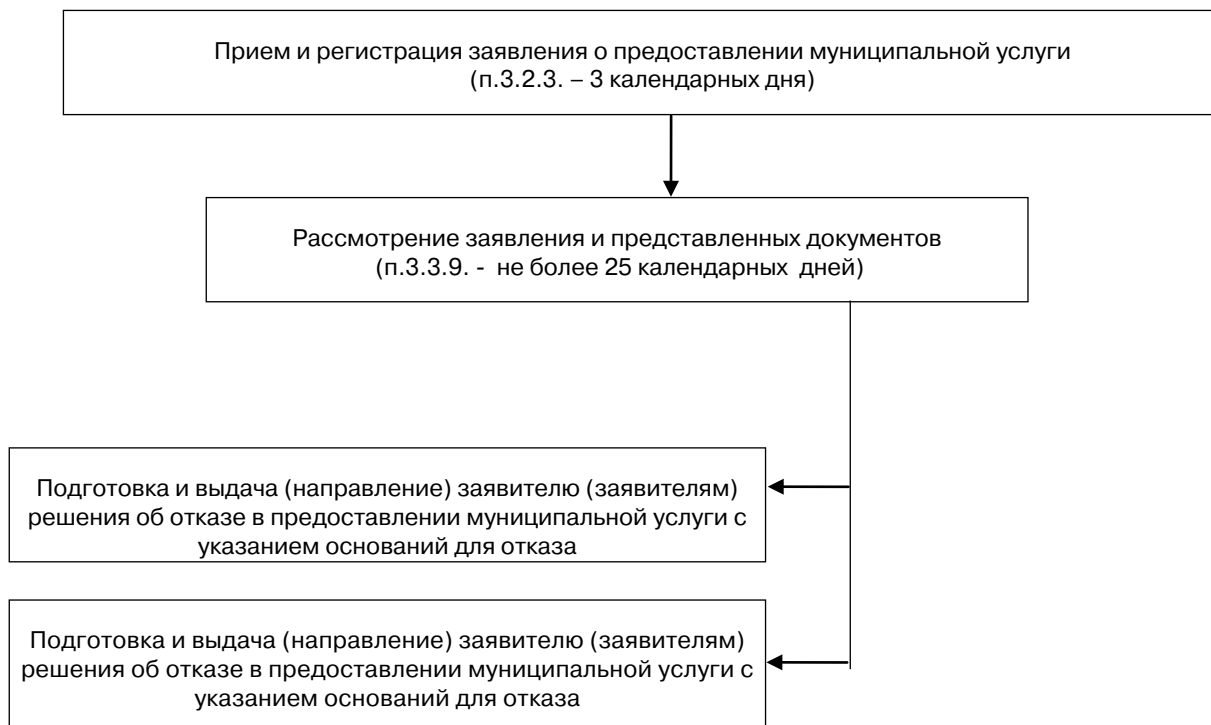 Прием и регистрация заявления о предоставлении муниципальной услуги
(п.3.2.3. – 3 календарных дня)
Рассмотрение заявления и представленных документов
(п.3.3.9. - не более 25 календарных дней)
Подготовка и выдача (направление) заявителю (заявителям)
решения об отказе в предоставлении муниципальной услуги с
указанием оснований для отказа
Подготовка и выдача (направление) заявителю (заявителям)
решения об отказе в предоставлении муниципальной услуги с
указанием оснований для отказа